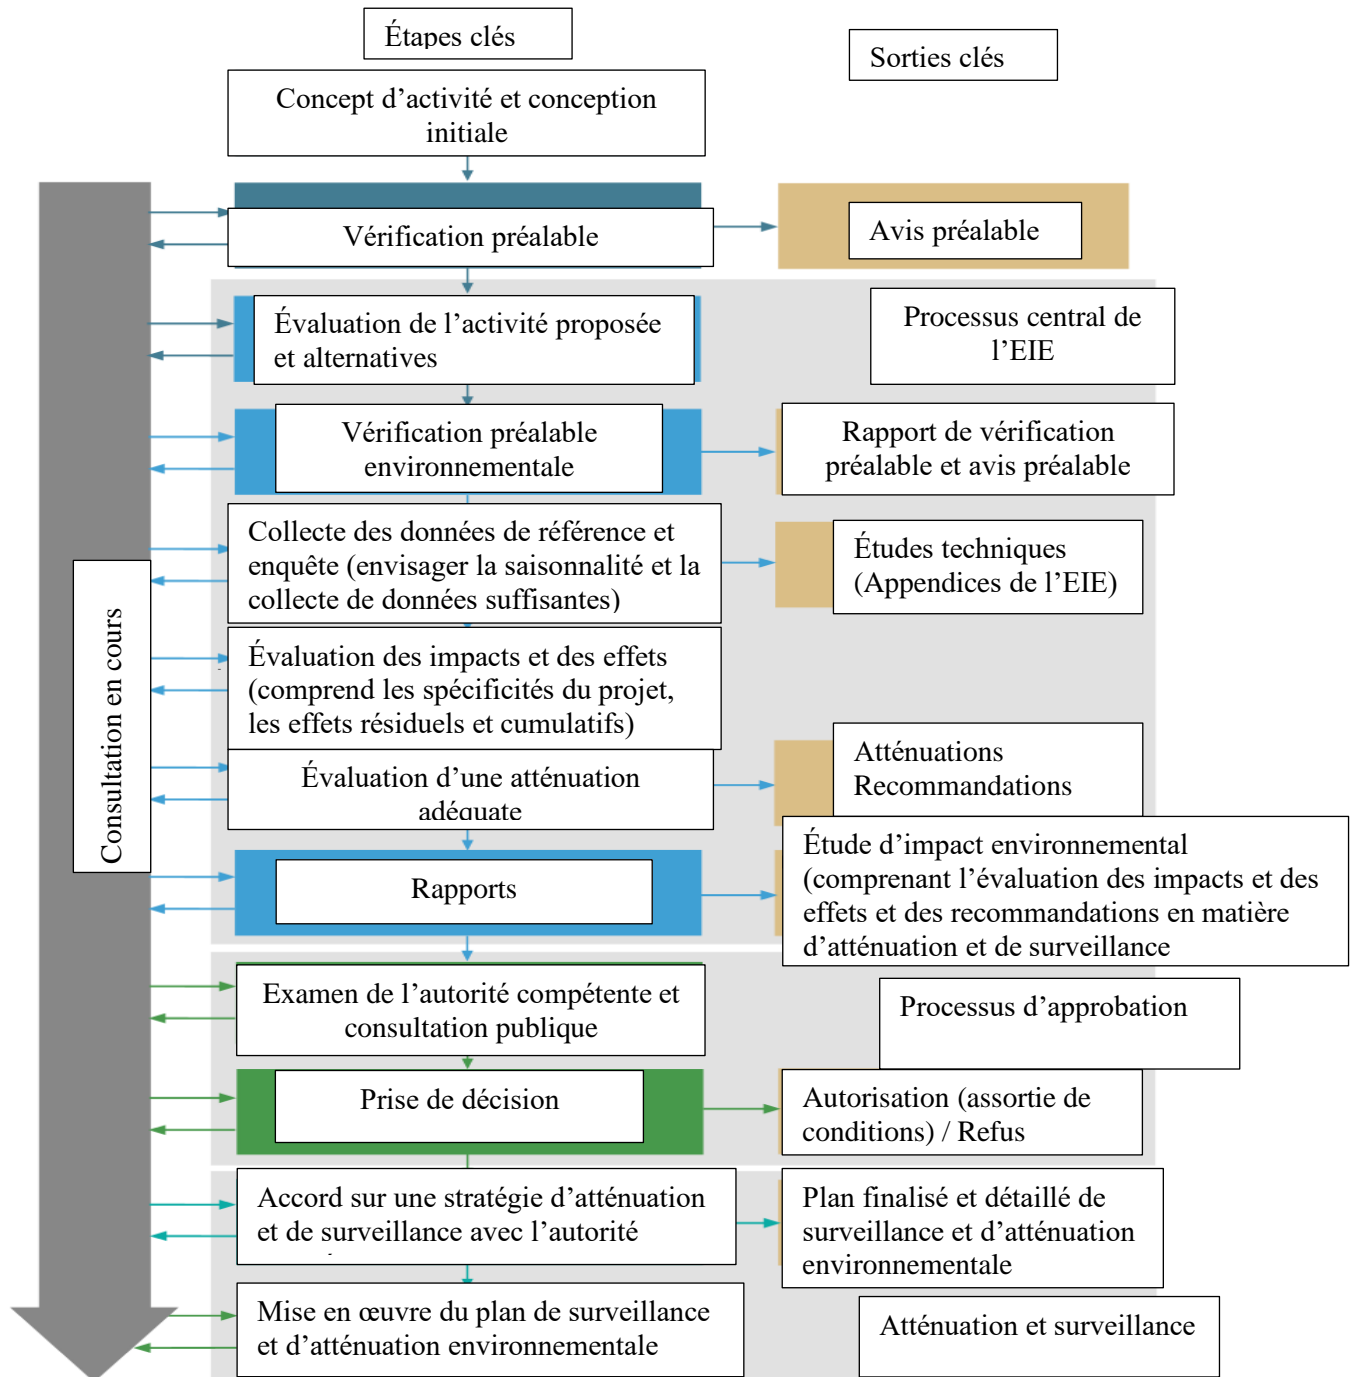 Étapes clés
Sorties clés
Concept d’activité et conception
initiale
Vérification préalable
Avis préalable
Évaluation de l’activité proposée
et alternatives
Processus central de
l’EIE
Vérification préalable
environnementale
Rapport de vérification
préalable et avis préalable
Collecte des données de référence et
enquête (envisager la saisonnalité et la
collecte de données suffisantes)
Études techniques
(Appendices de l’EIE)
Consultation en cours
Évaluation des impacts et des effets
(comprend les spécificités du projet,
les effets résiduels et cumulatifs)
Évaluation d’une atténuation
adéquate
Atténuations
Recommandations
Rapports
Étude d’impact environnemental
(comprenant l’évaluation des impacts et des
effets et des recommandations en matière
d’atténuation et de surveillance
Examen de l’autorité compétente et
consultation publique
Processus d’approbation
Prise de décision
Autorisation (assortie de
conditions) / Refus
Accord sur une stratégie d’atténuation
et de surveillance avec l’autorité
Plan finalisé et détaillé de
surveillance et d’atténuation
environnementale
Mise en œuvre du plan de surveillance
et d’atténuation environnementale
Atténuation et surveillance